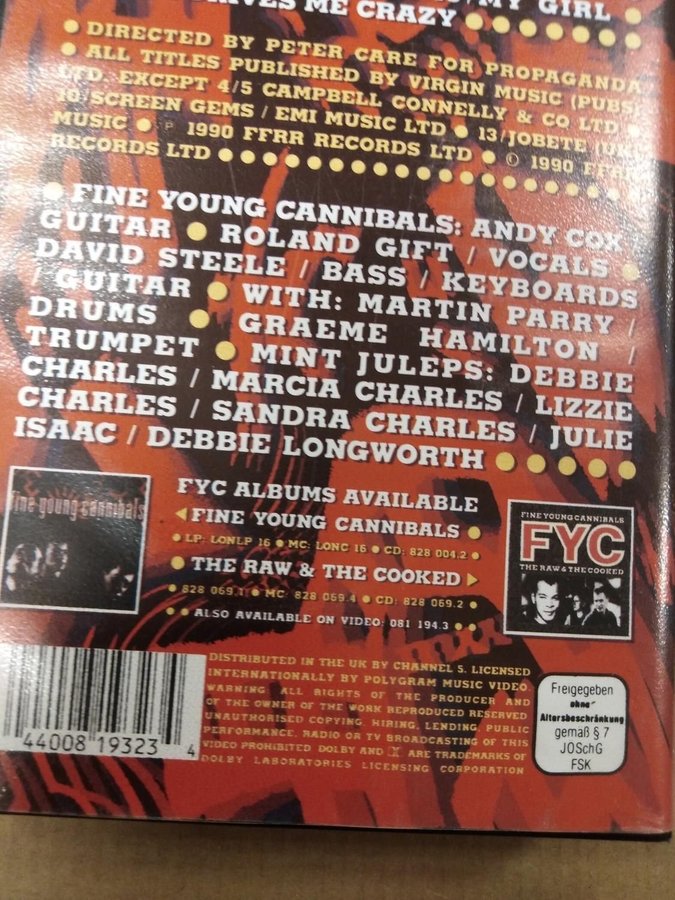 MY GIRL ●
DRIVES ME CRAZY ● ● ● ● ● ● ●
● DIRECTED BY PETER CARE FOR PROPAGANDA
● ALL TITLES PUBLISHED BY VIRGIN MUSIC (PUBS)
LTD. EXCEPT 4/5 CAMPBELL CONNELLY & CO LTD ●
10/SCREEN GEMS / EMI MUSIC LTD ● 13/JOBETE (UK)
MUSIC ● ℗ 1990 FFRR RECORDS LTD ● © 1990 FFRR
RECORDS LTD ● ● ● ● ● ● ● ● ● ● ● ● ● ● ● ● ● ●
● FINE YOUNG CANNIBALS: ANDY COX
GUITAR ● ROLAND GIFT / VOCALS ●
DAVID STEELE / BASS / KEYBOARDS
/ GUITAR ● WITH: MARTIN PARRY /
DRUMS ● GRAEME HAMILTON /
TRUMPET ● MINT JULEPS: DEBBIE
CHARLES / MARCIA CHARLES / LIZZIE
CHARLES / SANDRA CHARLES / JULIE
ISAAC / DEBBIE LONGWORTH ● ● ● ● ●
fine young cannibals
FYC ALBUMS AVAILABLE
◄ FINE YOUNG CANNIBALS ●
● LP: LONLP 16 ● MC: LONC 16 ● CD: 828 004.2 ●
● THE RAW & THE COOKED ►
● 828 069.1 ● MC: 828 069.4 ● CD: 828 069.2 ●
● ● ALSO AVAILABLE ON VIDEO: 081 194.3 ● ●
FINE YOUNG CANNIBALS
FYC
THE RAW & THE COOKED
44008 19323 4
DISTRIBUTED IN THE UK BY CHANNEL 5. LICENSED
INTERNATIONALLY BY POLYGRAM MUSIC VIDEO.
WARNING: ALL RIGHTS OF THE PRODUCER AND
OF THE OWNER OF THE WORK REPRODUCED RESERVED
UNAUTHORISED COPYING, HIRING, LENDING, PUBLIC
PERFORMANCE, RADIO OR TV BROADCASTING OF THIS
VIDEO PROHIBITED DOLBY AND ARE TRADEMARKS OF
DOLBY LABORATORIES LICENSING CORPORATION
Freigegeben
ohne
Altersbeschränkung
gemäß § 7
JÖSchG
FSK